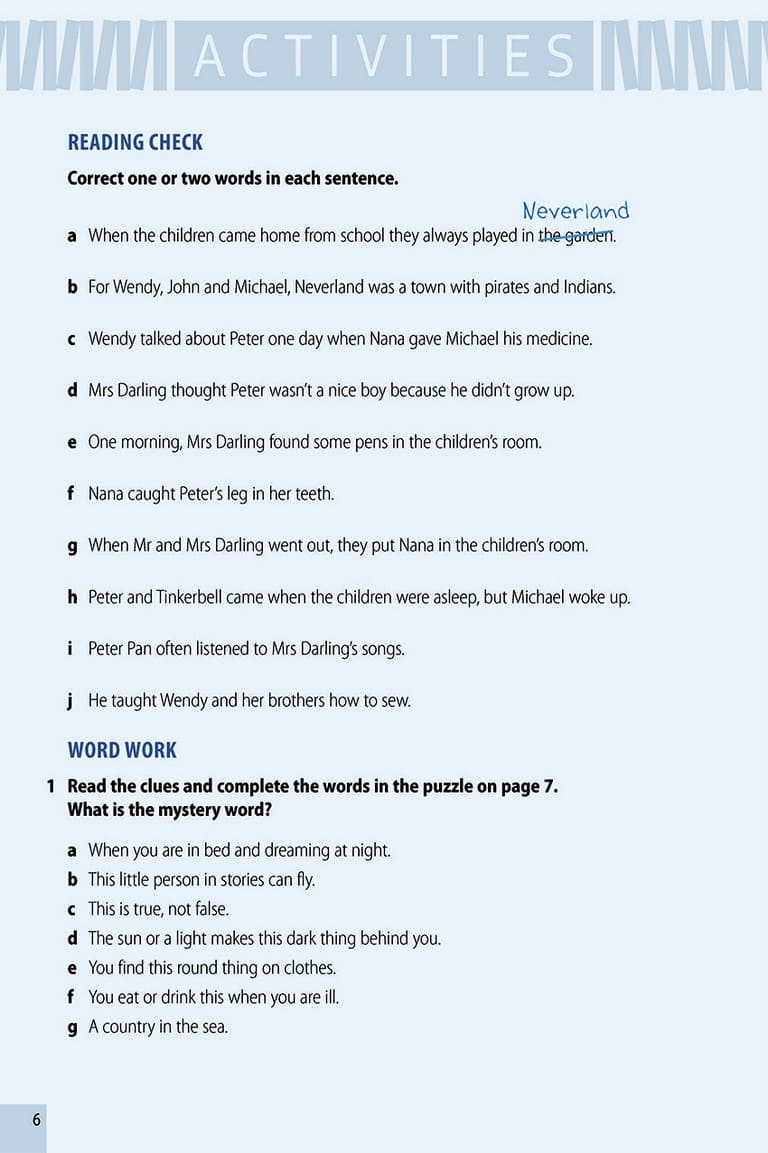 ACTIVITIES
READING CHECK
Correct one or two words in each sentence.
Neverland
a When the children came home from school they always played in the garden.
b For Wendy, John and Michael, Neverland was a town with pirates and Indians.
c Wendy talked about Peter one day when Nana gave Michael his medicine.
d Mrs Darling thought Peter wasn't a nice boy because he didn't grow up.
e One morning, Mrs Darling found some pens in the children's room.
f Nana caught Peter's leg in her teeth.
g When Mr and Mrs Darling went out, they put Nana in the children's room.
h Peter and Tinkerbell came when the children were asleep, but Michael woke up.
i Peter Pan often listened to Mrs Darling's songs.
j He taught Wendy and her brothers how to sew.
WORD WORK
1 Read the clues and complete the words in the puzzle on page 7.
What is the mystery word?
a When you are in bed and dreaming at night.
b This little person in stories can fly.
c This is true, not false.
d The sun or a light makes this dark thing behind you.
e You find this round thing on clothes.
f You eat or drink this when you are ill.
g A country in the sea.
6